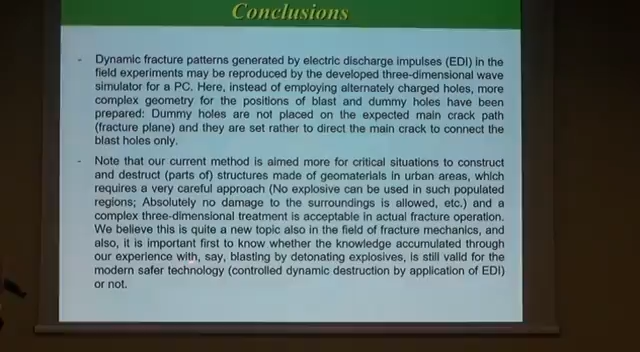 Conclusions
- Dynamic fracture patterns generated by electric discharge impulses (EDI) in the
field experiments may be reproduced by the developed three-dimensional wave
simulator for a PC. Here, instead of employing alternately charged holes, more
complex geometry for the positions of blast and dummy holes have been
prepared: Dummy holes are not placed on the expected main crack path
(fracture plane) and they are set rather to direct the main crack to connect the
blast holes only.
- Note that our current method is aimed more for critical situations to construct
and destruct (parts of) structures made of geomaterials in urban areas, which
requires a very careful approach (No explosive can be used in such populated
regions; Absolutely no damage to the surroundings is allowed, etc.) and a
complex three-dimensional treatment is acceptable in actual fracture operation.
We believe this is quite a new topic also in the field of fracture mechanics, and
also, it is important first to know whether the knowledge accumulated through
our experience with, say, blasting by detonating explosives, is still valid for the
modern safer technology (controlled dynamic destruction by application of EDI)
or not.